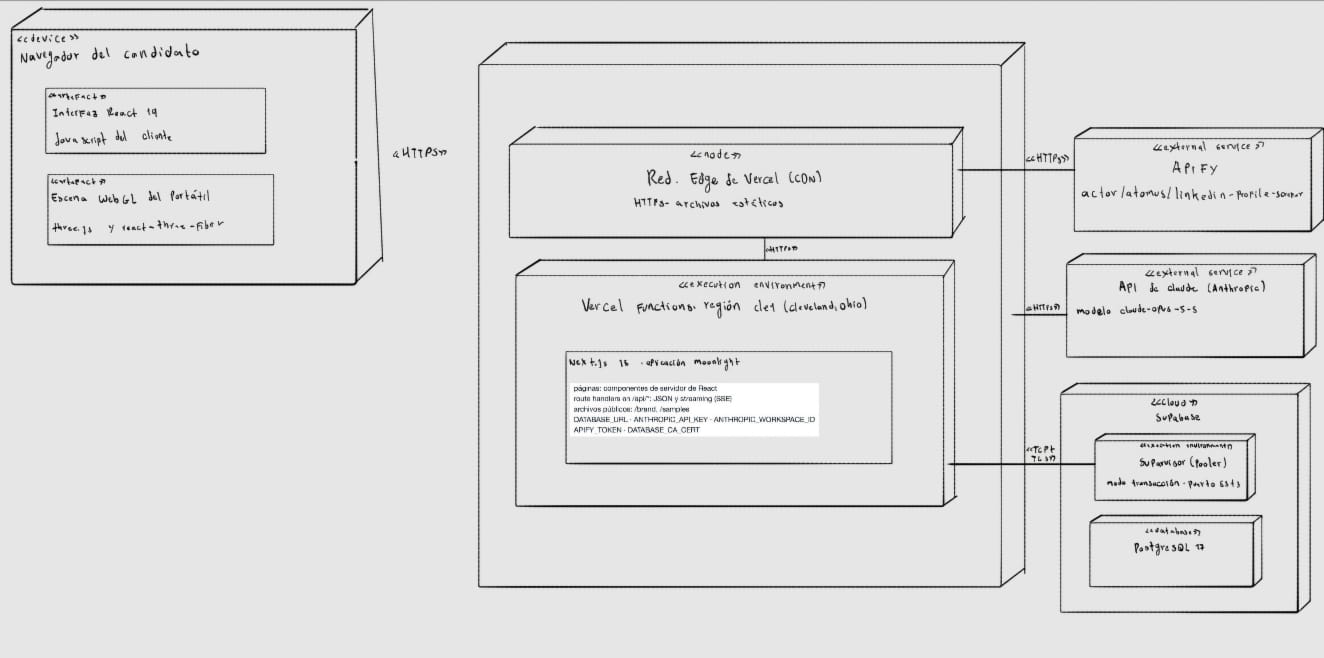 «device»
Navegador del candidato
«artefact»
Interfaz React 19
JavaScript del cliente
«artefact»
Escena WebGL del Portátil
three.js y react-three-fiber
«HTTPS»
«node»
Red. Edge de Vercel (CDN)
HTTPS- archivos estáticos
«HTTPS»
«execution environment»
Vercel Functions. región cle1 (cleveland, ohio)
Next.js 15 . aplicación moonlight
páginas: componentes de servidor de React
route handlers en /api/*: JSON y streaming (SSE)
archivos públicos: /brand, /samples
DATABASE_URL · ANTHROPIC_API_KEY · ANTHROPIC_WORKSPACE_ID
APIFY_TOKEN · DATABASE_CA_CERT
«HTTPS»
«external service»
APIFY
actor/atomus/linkedin-profile-scraper
«HTTPS»
«external service»
Api de claude (Anthropic)
modelo claude-opus-5-5
«TCP+
TLS»
«cloud»
Supabase
«execution environment»
Supavisor (Pooler)
modo transacción - puerto
«database»
PostgreSQL 17